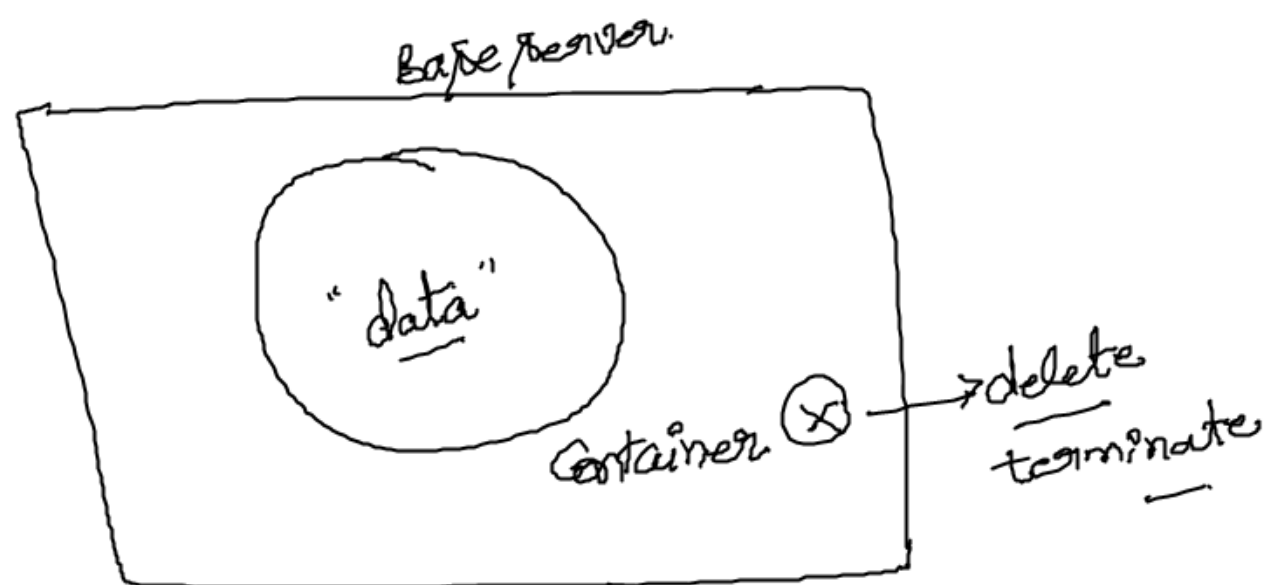 Base server.
"data"
Container
X
delete
terminate